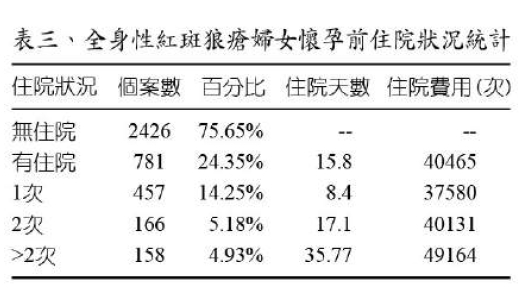 表三、全身性紅斑狼瘡婦女懷孕前住院狀況統計
住院狀況 個案數 百分比 住院天數 住院費用(次)
無住院 2426 75.65% -- --
有住院 781 24.35% 15.8 40465
1次 457 14.25% 8.4 37580
2次 166 5.18% 17.1 40131
>2次 158 4.93% 35.77 49164